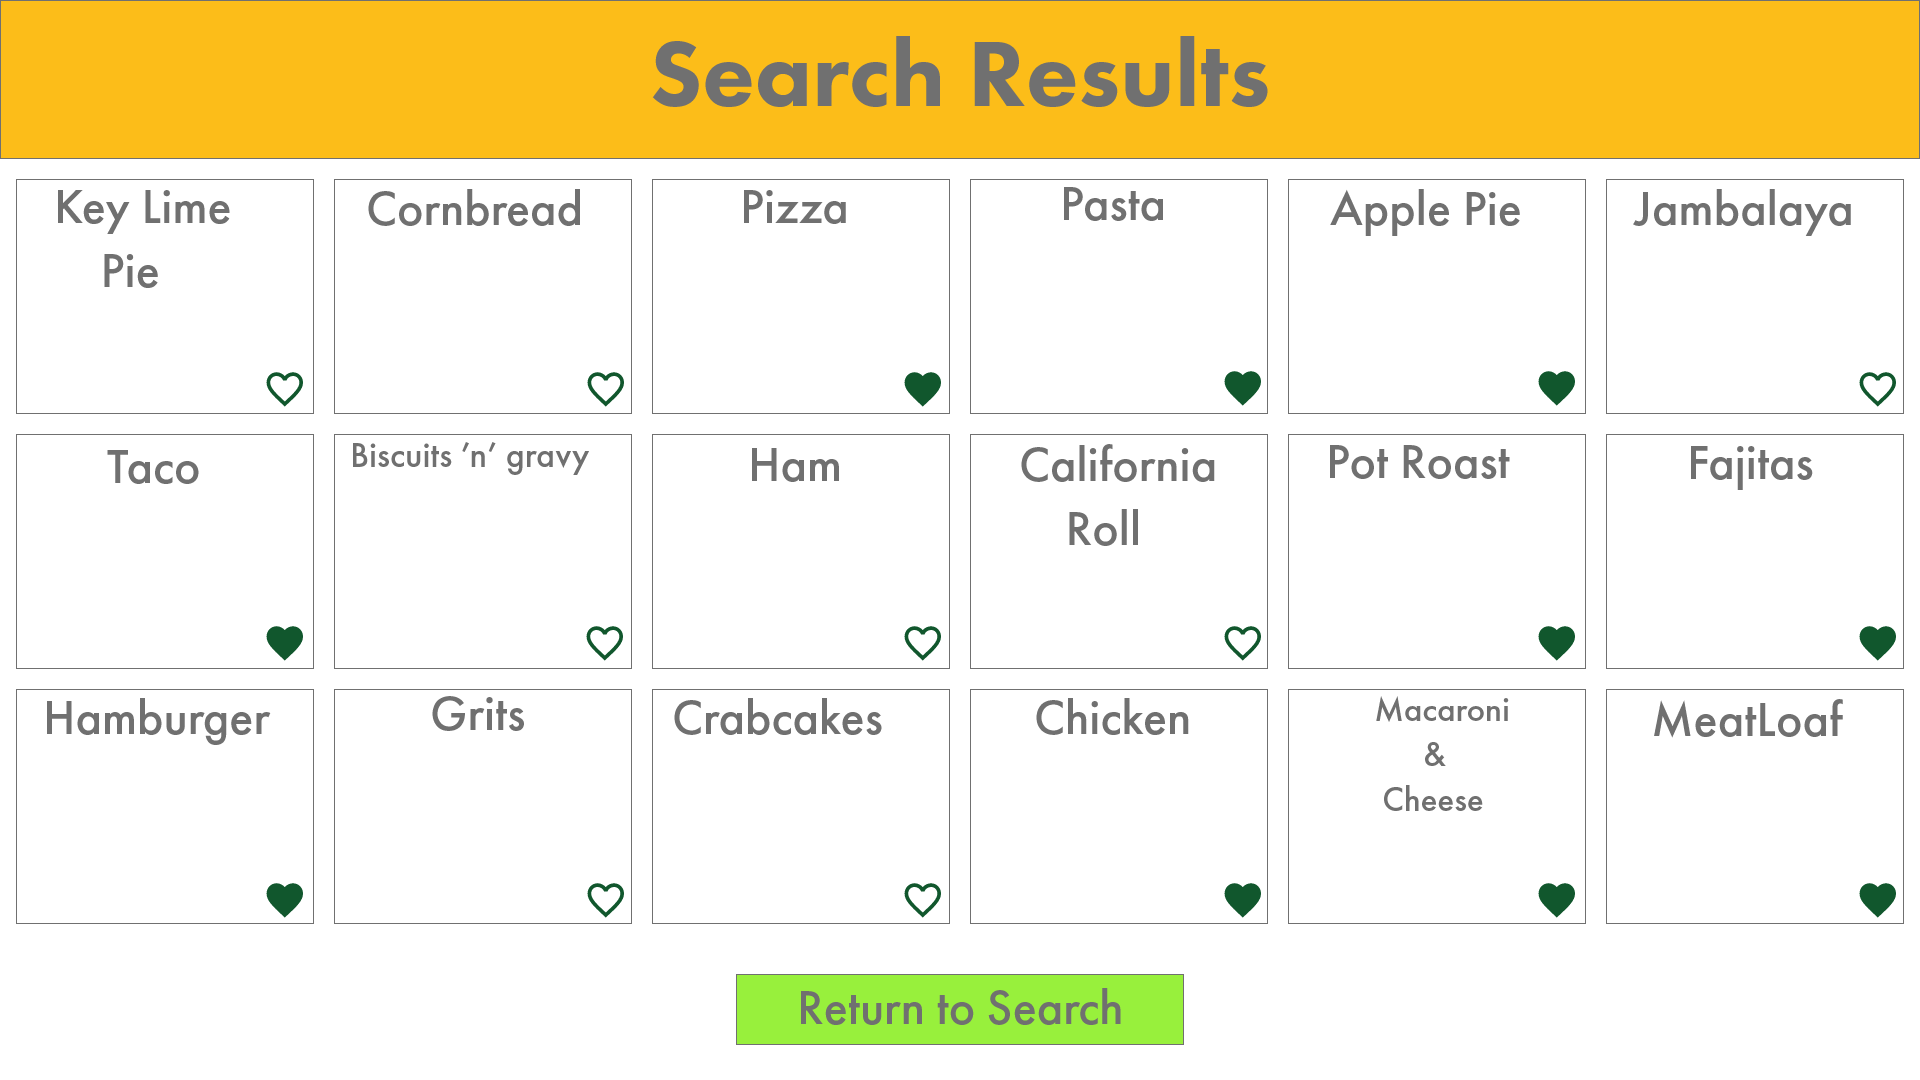 Search Results
Key Lime
Pie
Cornbread
Pizza
Pasta
Apple Pie
Jambalaya
Taco
Biscuits ’n’ gravy
Ham
California
Roll
Pot Roast
Fajitas
Hamburger
Grits
Crabcakes
Chicken
Macaroni
&
Cheese
MeatLoaf
Return to Search